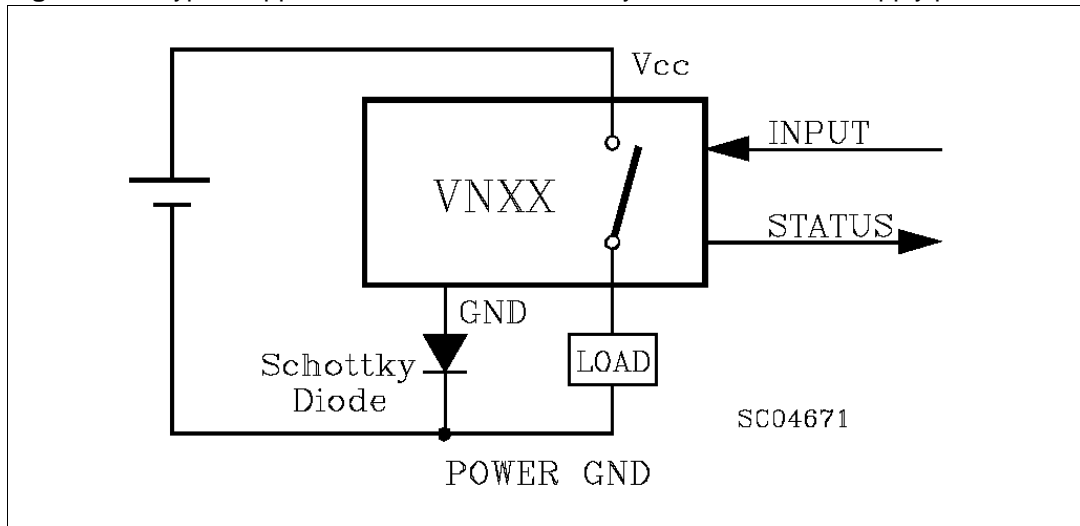 Vcc
INPUT
VNXX
STATUS
GND
Schottky
Diode
LOAD
SC04671
POWER GND